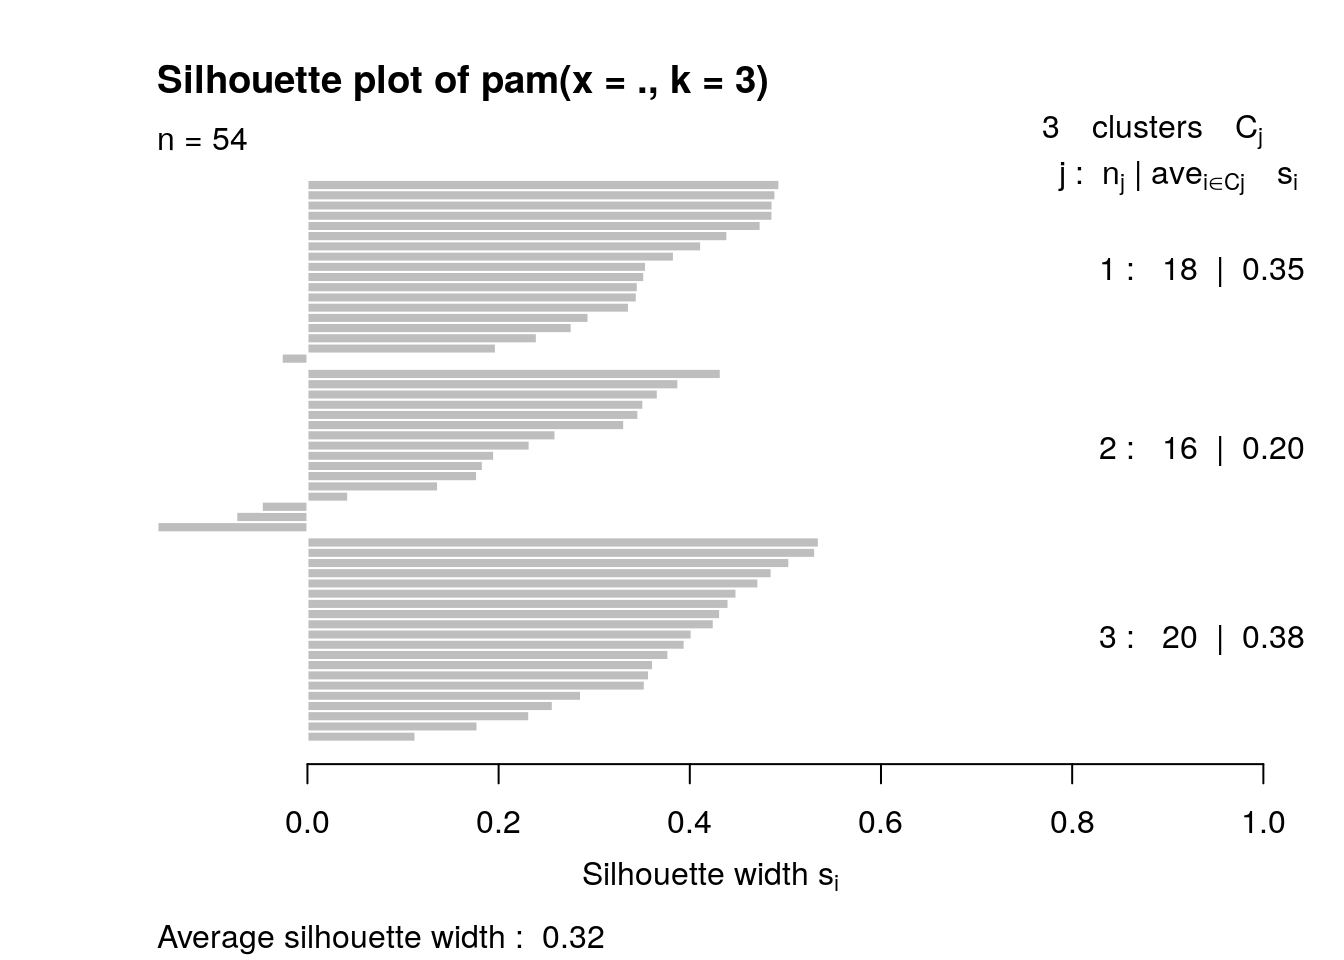 Silhouette plot of pam(x = ., k = 3)
n = 54
3 clusters Cj
j : nj | avei∈Cj si
1 : 18 | 0.35
2 : 16 | 0.20
3 : 20 | 0.38
0.0 0.2 0.4 0.6 0.8 1.0
Silhouette width si
Average silhouette width : 0.32